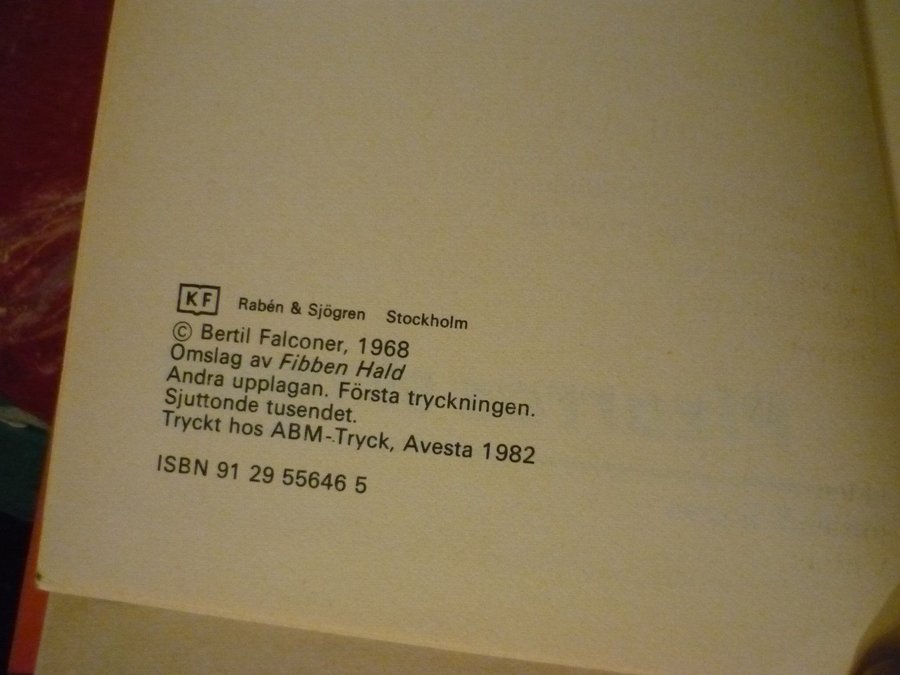 KF Rabén & Sjögren Stockholm
© Bertil Falconer, 1968
Omslag av Fibben Hald
Andra upplagan. Första tryckningen.
Sjuttonde tusendet.
Tryckt hos ABM-Tryck, Avesta 1982
ISBN 91 29 55646 5